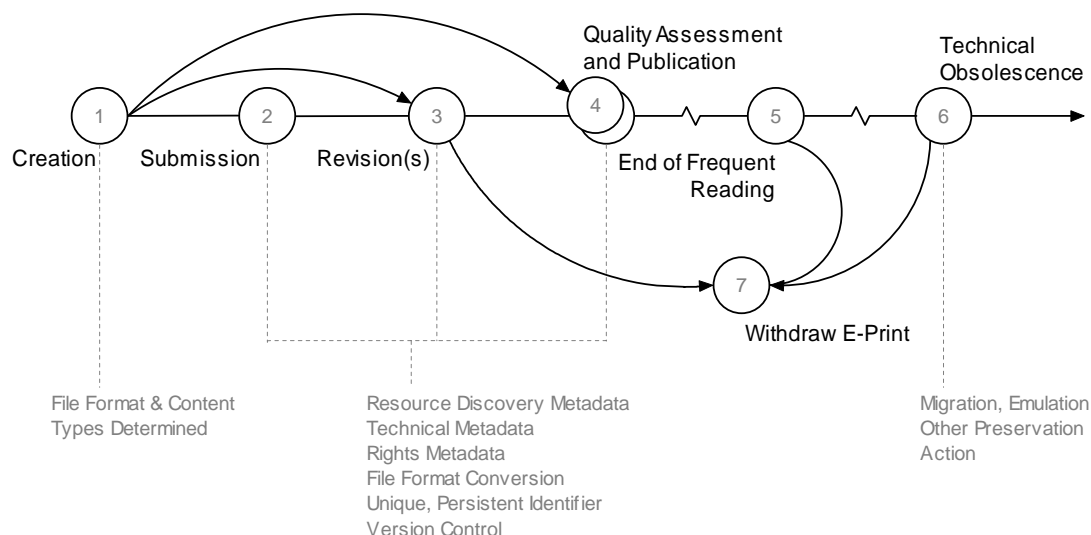 Quality Assessment
and Publication
Technical
Obsolescence
1
2
3
4
5
6
Creation
Submission
Revision(s)
End of Frequent
Reading
7
Withdraw E-Print
File Format & Content
Types Determined
Resource Discovery Metadata
Technical Metadata
Rights Metadata
File Format Conversion
Unique, Persistent Identifier
Version Control
Migration, Emulation
Other Preservation
Action